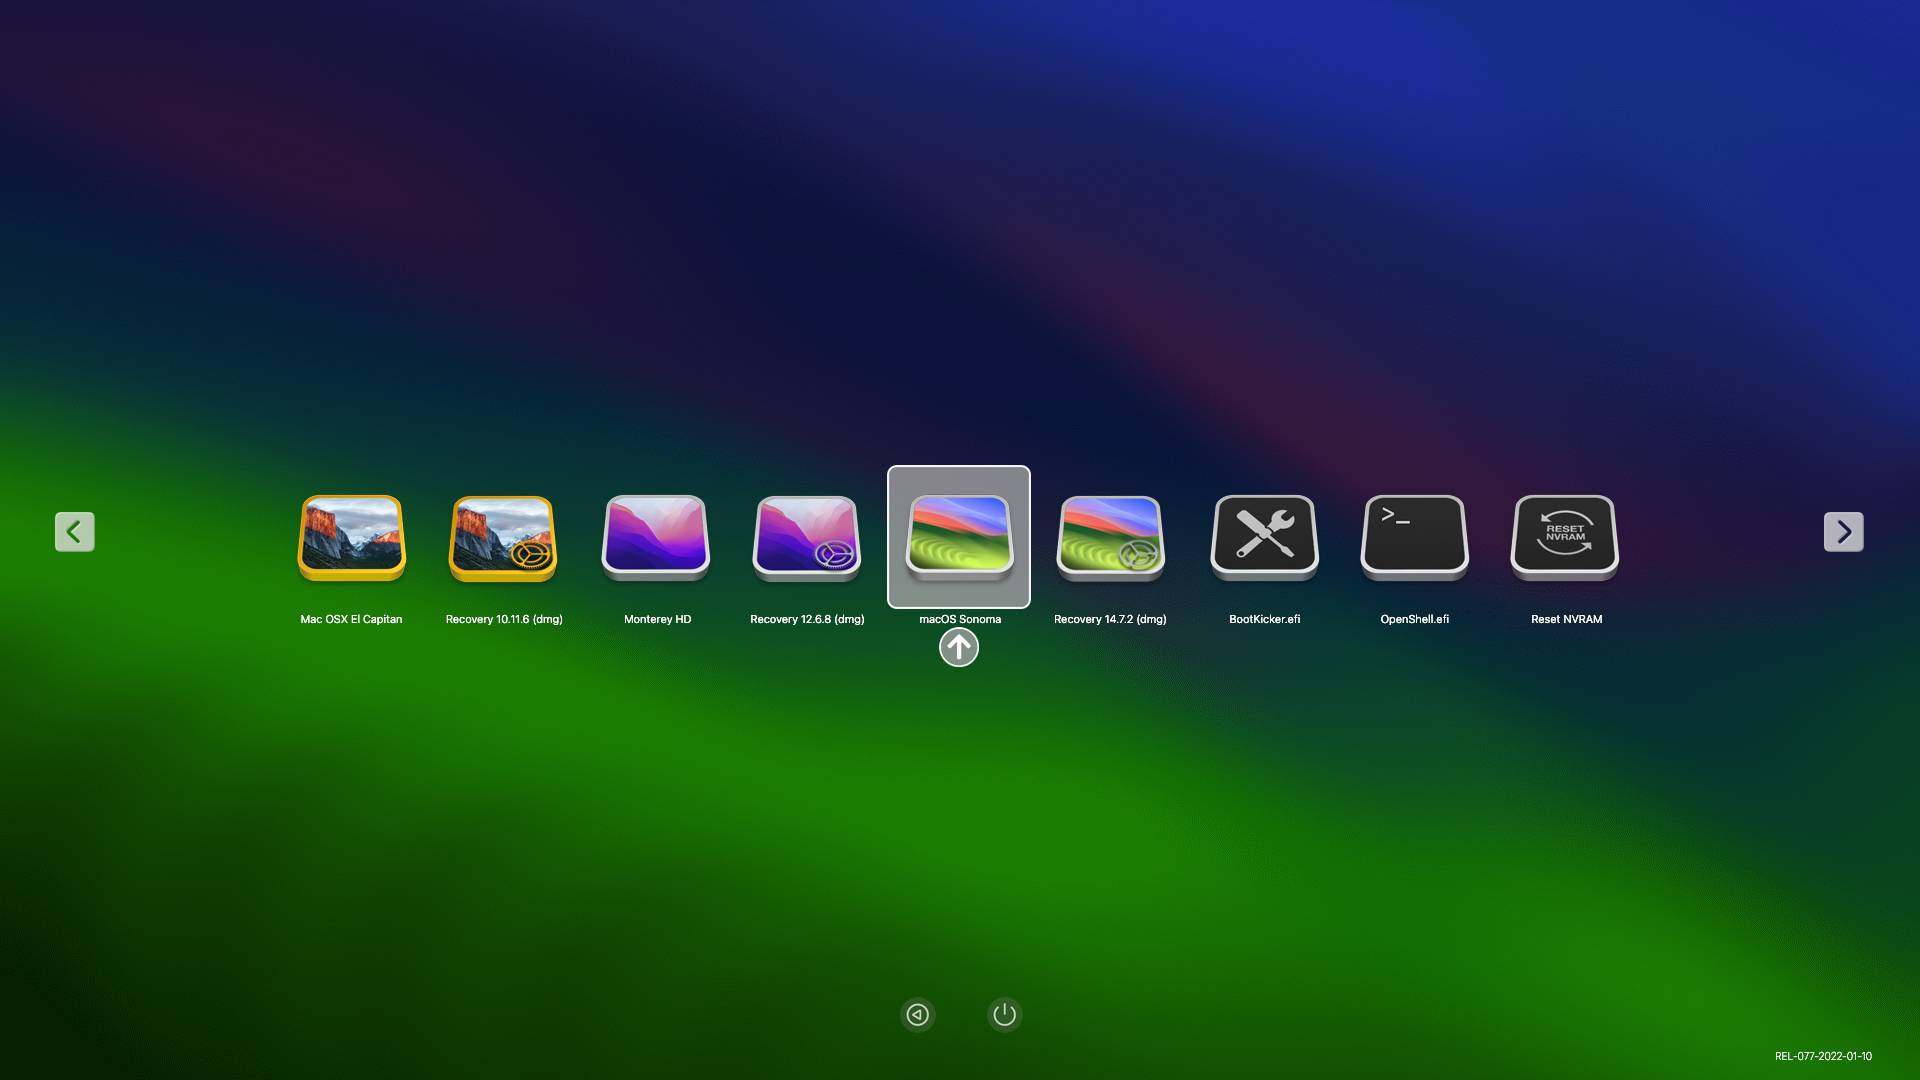 >_
RESET
NVRAM
Mac OSX El Capitan
Recovery 10.11.6 (dmg)
Monterey HD
Recovery 12.6.8 (dmg)
macOS Sonoma
Recovery 14.7.2 (dmg)
BootKicker.efi
OpenShell.efi
Reset NVRAM
REL-077-2022-01-10